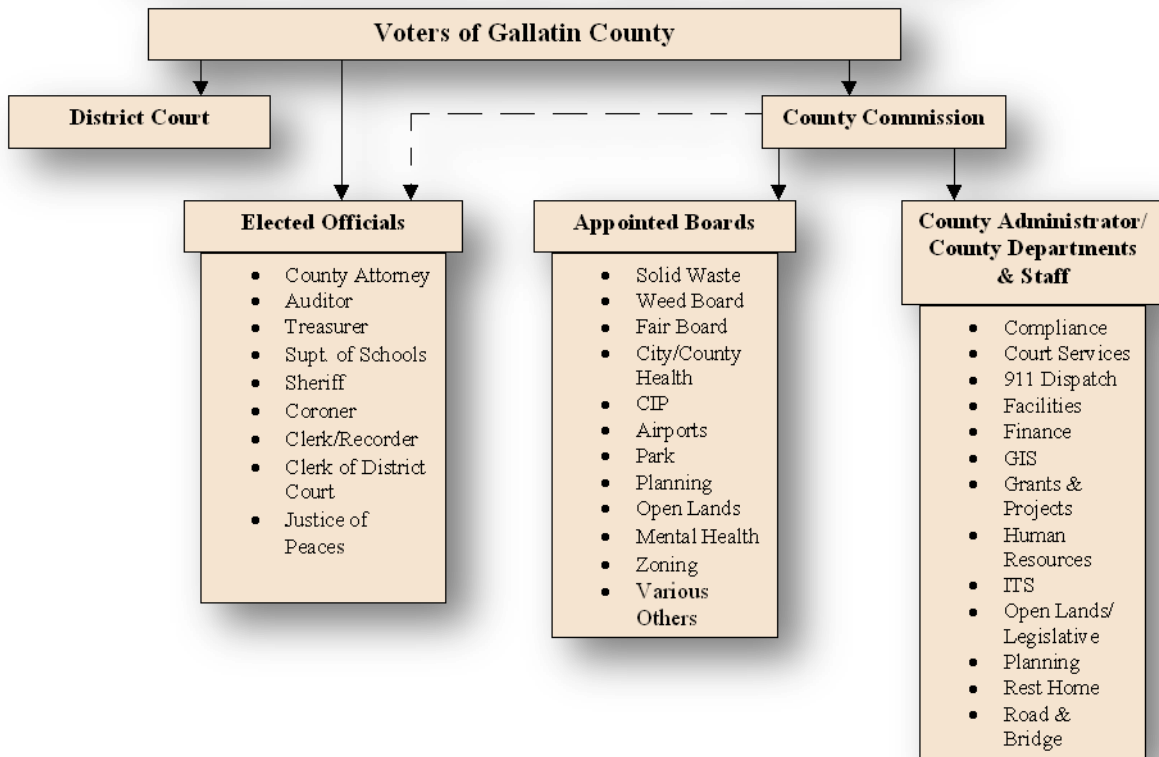 Voters of Gallatin County
District Court
County Commission
Elected Officials
County Attorney
Auditor
Treasurer
Supt. of Schools
Sheriff
Coroner
Clerk/Recorder
Clerk of District
Court
Justice of
Peaces
Appointed Boards
Solid Waste
Weed Board
Fair Board
City/County
Health
CIP
Airports
Park
Planning
Open Lands
Mental Health
Zoning
Various
Others
County Administrator/
County Departments
& Staff
Compliance
Court Services
911 Dispatch
Facilities
Finance
GIS
Grants &
Projects
Human
Resources
ITS
Open Lands/
Legislative
Planning
Rest Home
Road &
Bridge